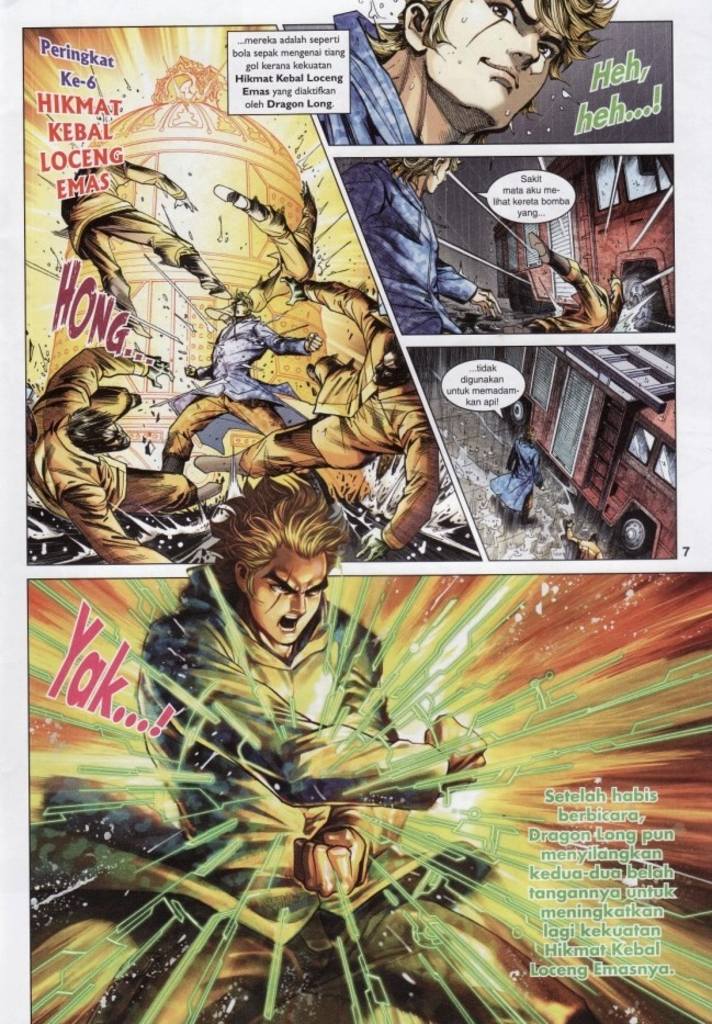 Peringkat
Ke-6
HIKMAT
KEBAL
LOCENG
EMAS
...mereka adalah seperti
bola sepak mengenai tiang
gol kerana kekuatan
Hikmat Kebal Loceng
Emas yang diaktifkan
oleh Dragon Long.
Heh,
heh...!
HONG...
Sakit
mata aku me-
lihat kereta bomba
yang...
...tidak
digunakan
untuk memadam-
kan api!
7
Yak...!
Setelah habis
berbicara,
Dragon Long pun
menyilangkan
kedua-dua belah
tangannya untuk
meningkatkan
lagi kekuatan
Hikmat Kebal
Loceng Emasnya.